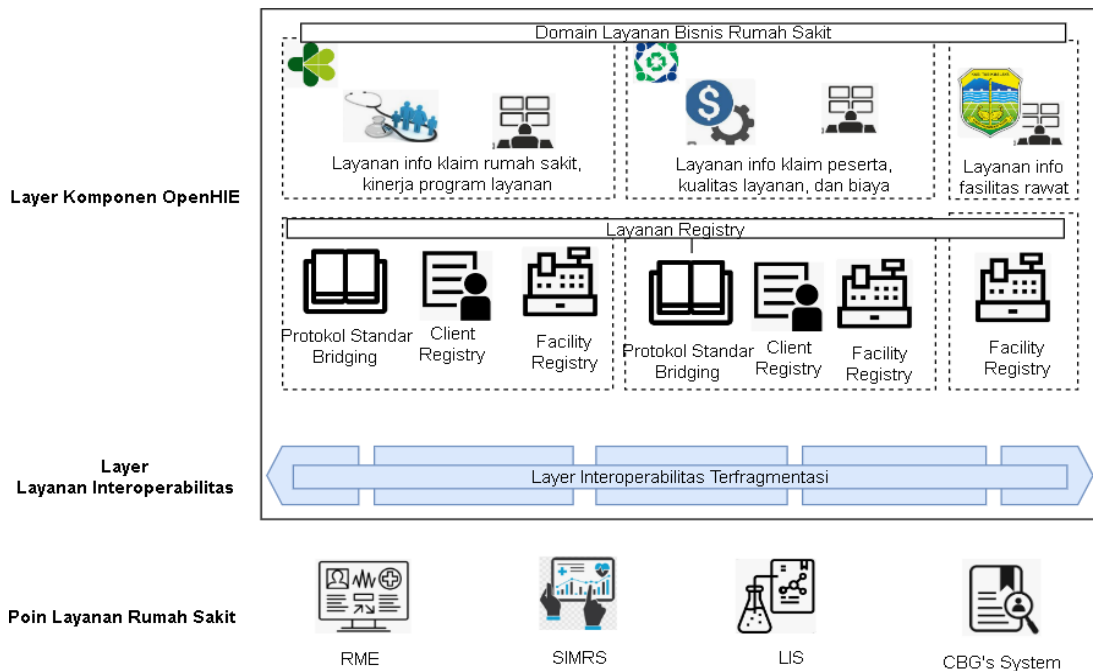 Domain Layanan Bisnis Rumah Sakit
Layanan info klaim rumah sakit,
kinerja program layanan
Layanan info klaim peserta,
kualitas layanan, dan biaya
Layanan info
fasilitas rawat
Layer Komponen OpenHIE
Layanan Registry
Protokol Standar
Bridging
Client
Registry
Facility
Registry
Protokol Standar
Bridging
Client
Registry
Facility
Registry
Facility
Registry
Layer
Layanan Interoperabilitas
Layer Interoperabilitas Terfragmentasi
Poin Layanan Rumah Sakit
RME
SIMRS
LIS
CBG's System